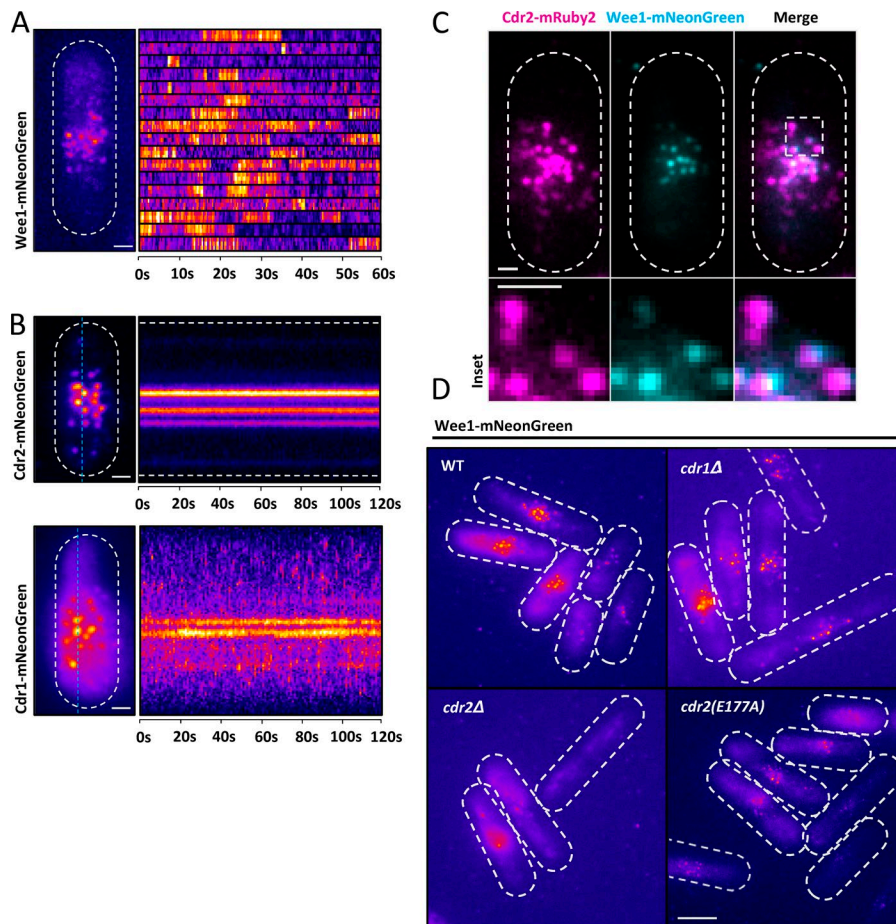 A
Wee1-mNeonGreen
0s 10s 20s 30s 40s 50s 60s
B
Cdr2-mNeonGreen
0s 20s 40s 60s 80s 100s 120s
Cdr1-mNeonGreen
0s 20s 40s 60s 80s 100s 120s
C
Cdr2-mRuby2 Wee1-mNeonGreen Merge
Inset
D
Wee1-mNeonGreen
WT cdr1Δ
cdr2Δ cdr2(E177A)